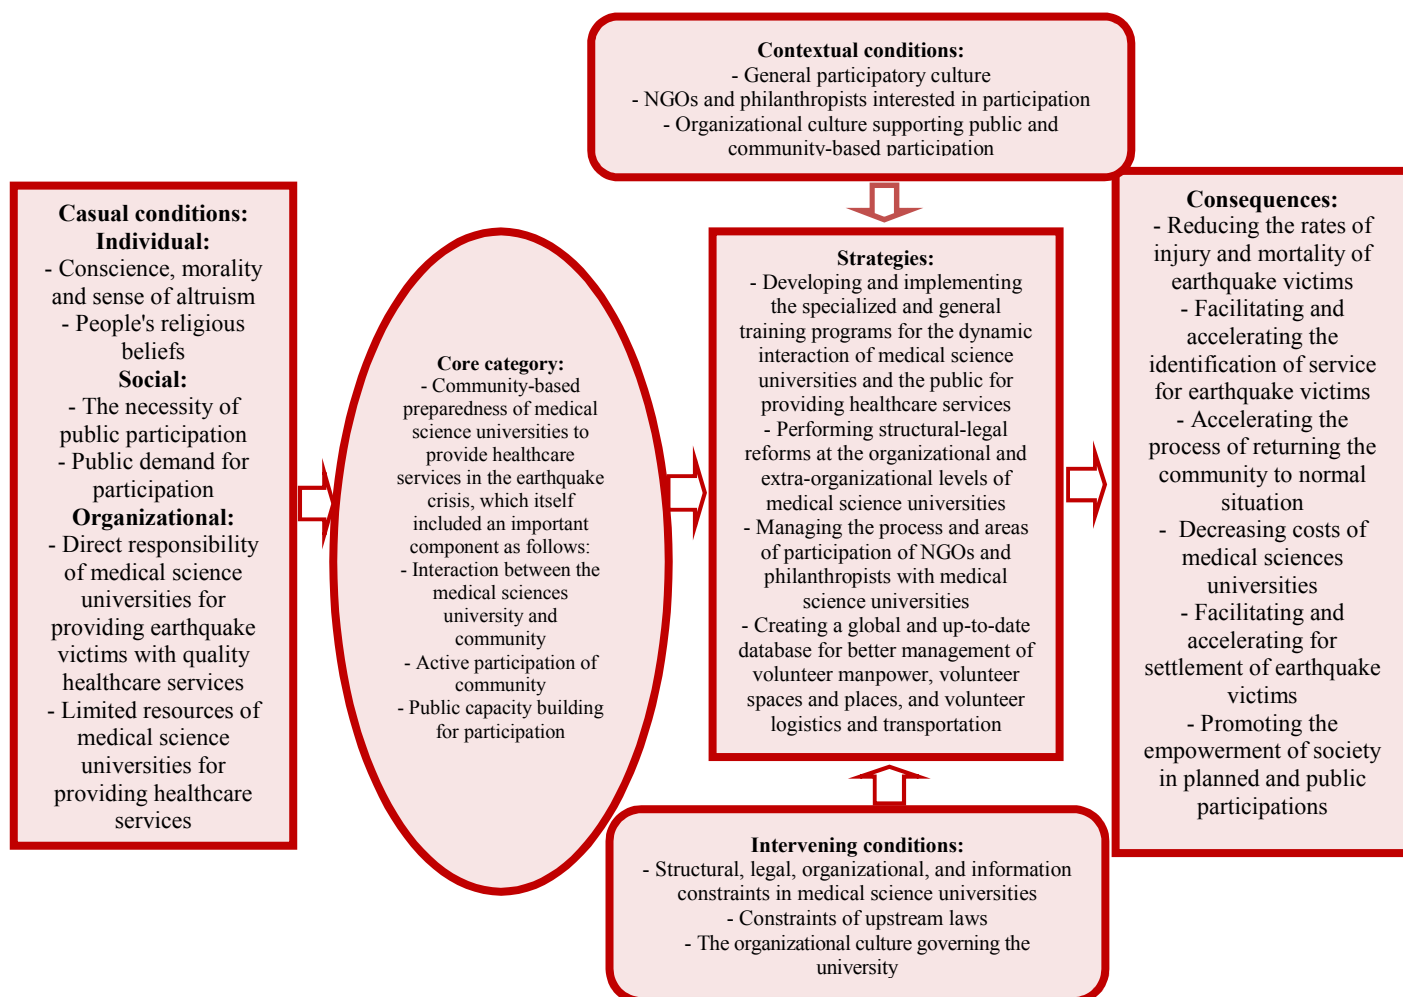 Contextual conditions:
- General participatory culture
- NGOs and philanthropists interested in participation
- Organizational culture supporting public and
community-based participation
Casual conditions:
Individual:
- Conscience, morality
and sense of altruism
- People's religious
beliefs
Social:
- The necessity of
public participation
- Public demand for
participation
Organizational:
- Direct responsibility
of medical science
universities for
providing earthquake
victims with quality
healthcare services
- Limited resources of
medical science
universities for
providing healthcare
services
Core category:
- Community-based
preparedness of medical
science universities to
provide healthcare
services in the earthquake
crisis, which itself
included an important
component as follows:
- Interaction between the
medical sciences
university and
community
- Active participation of
community
- Public capacity building
for participation
Strategies:
- Developing and implementing
the specialized and general
training programs for the dynamic
interaction of medical science
universities and the public for
providing healthcare services
- Performing structural-legal
reforms at the organizational and
extra-organizational levels of
medical science universities
- Managing the process and areas
of participation of NGOs and
philanthropists with medical
science universities
- Creating a global and up-to-date
database for better management of
volunteer manpower, volunteer
spaces and places, and volunteer
logistics and transportation
Consequences:
- Reducing the rates of
injury and mortality of
earthquake victims
- Facilitating and
accelerating the
identification of service
for earthquake victims
- Accelerating the
process of returning the
community to normal
situation
- Decreasing costs of
medical sciences
universities
- Facilitating and
accelerating for
settlement of earthquake
victims
- Promoting the
empowerment of society
in planned and public
participations
Intervening conditions:
- Structural, legal, organizational, and information
constraints in medical science universities
- Constraints of upstream laws
- The organizational culture governing the
university